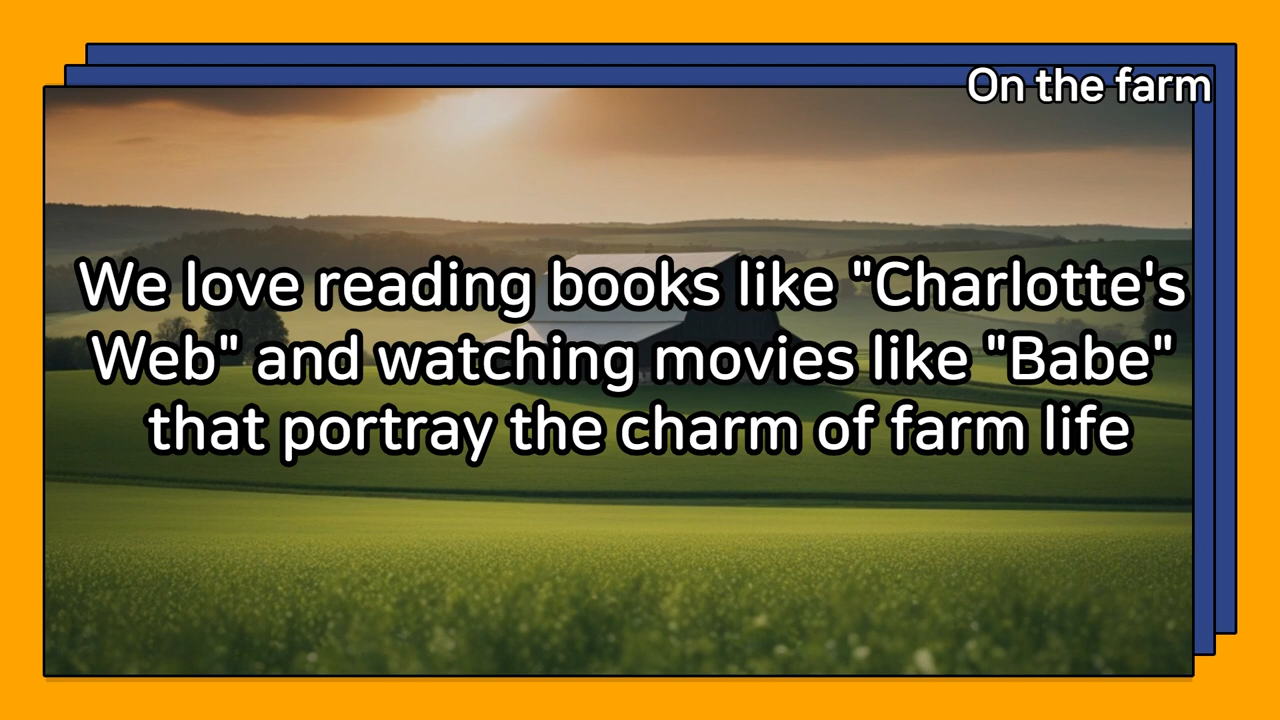 On the farm
We love reading books like "Charlotte's
Web" and watching movies like "Babe"
that portray the charm of farm life